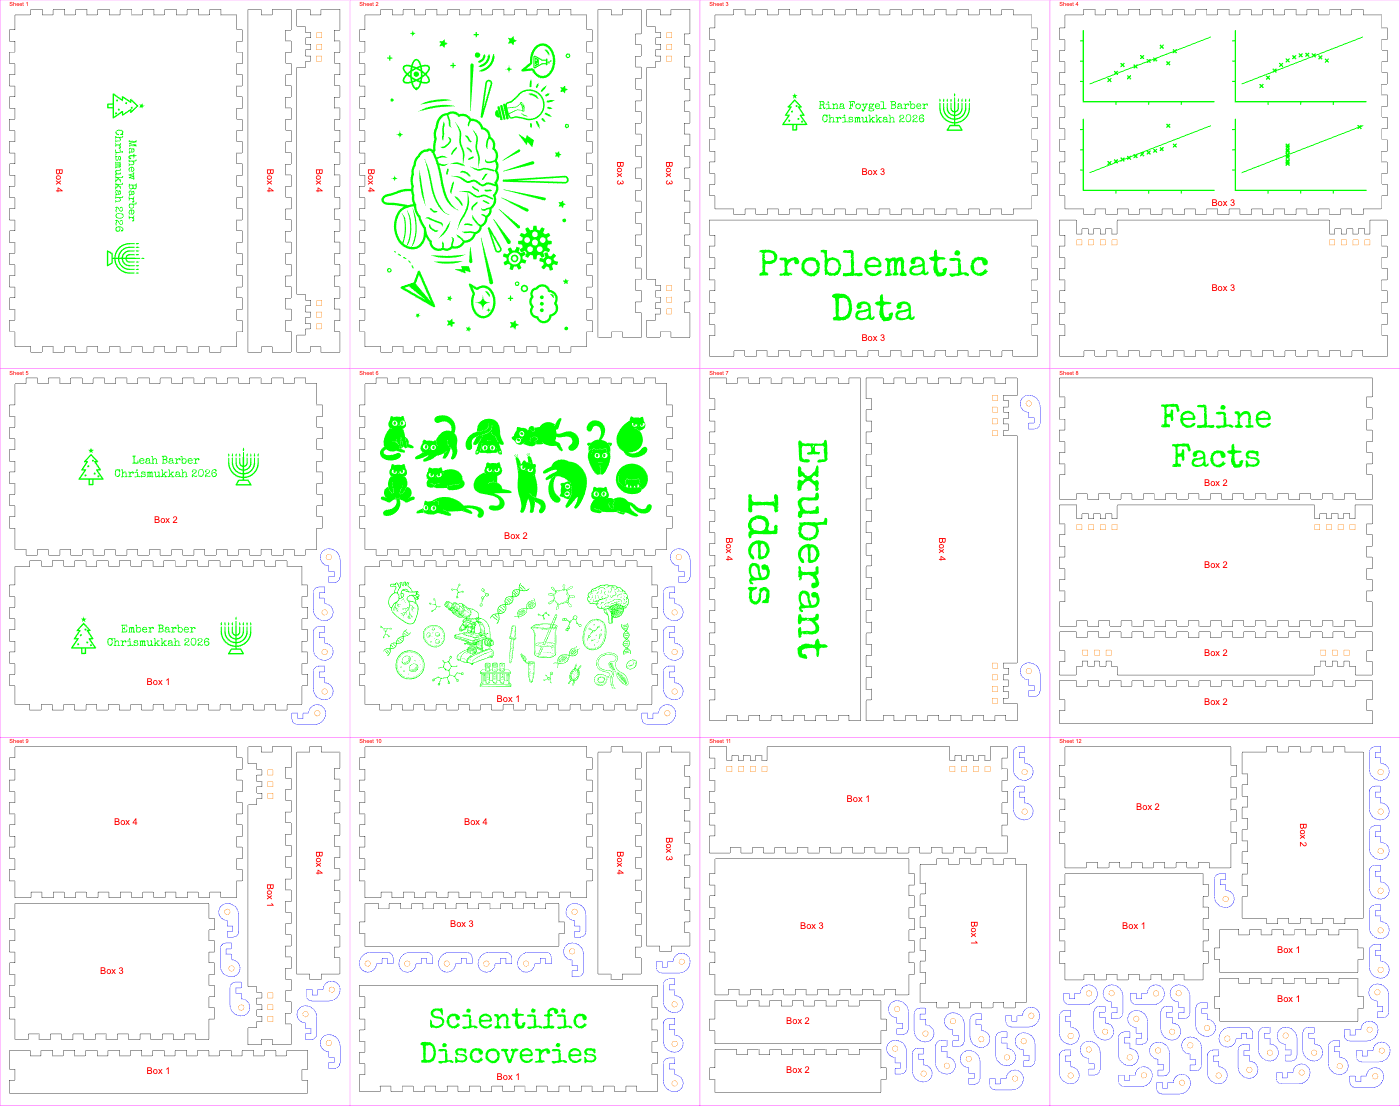 Sheet 1
Mathew Barber
Chrismukkah 2026
Box 4
Box 4
Box 4
Sheet 2
Box 4
Box 3
Box 3
Sheet 3
Rina Foygel Barber
Chrismukkah 2026
Box 3
Problematic
Data
Box 3
Sheet 4
Box 3
Box 3
Sheet 5
Leah Barber
Chrismukkah 2026
Box 2
Ember Barber
Chrismukkah 2026
Box 1
Sheet 6
Box 2
Box 1
Sheet 7
Exuberant
Ideas
Box 4
Box 4
Sheet 8
Feline
Facts
Box 2
Box 2
Box 2
Box 2
Sheet 9
Box 4
Box 4
Box 1
Box 3
Box 1
Sheet 10
Box 4
Box 4
Box 3
Box 3
Scientific
Discoveries
Box 1
Sheet 11
Box 1
Box 3
Box 1
Box 2
Box 2
Sheet 12
Box 2
Box 2
Box 1
Box 1
Box 1